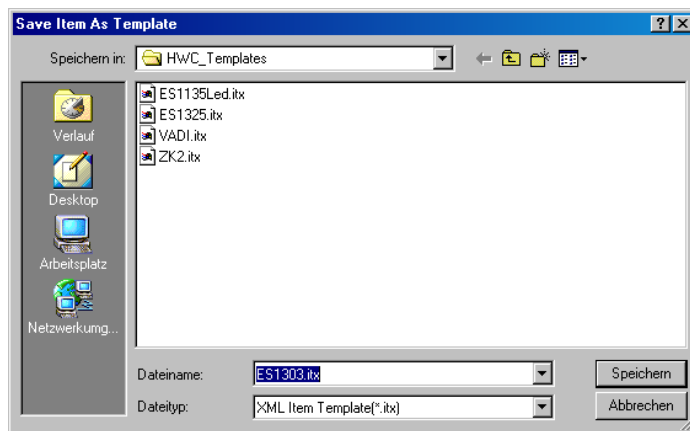 Save Item As Template
Speichern in:
HWC_Templates
Verlauf
Desktop
Arbeitsplatz
Netzwerkumg...
ES1135Led.itx
ES1325.itx
VADI.itx
ZK2.itx
Dateiname:
ES1303.itx
Speichern
Dateityp:
XML Item Template(*.itx)
Abbrechen